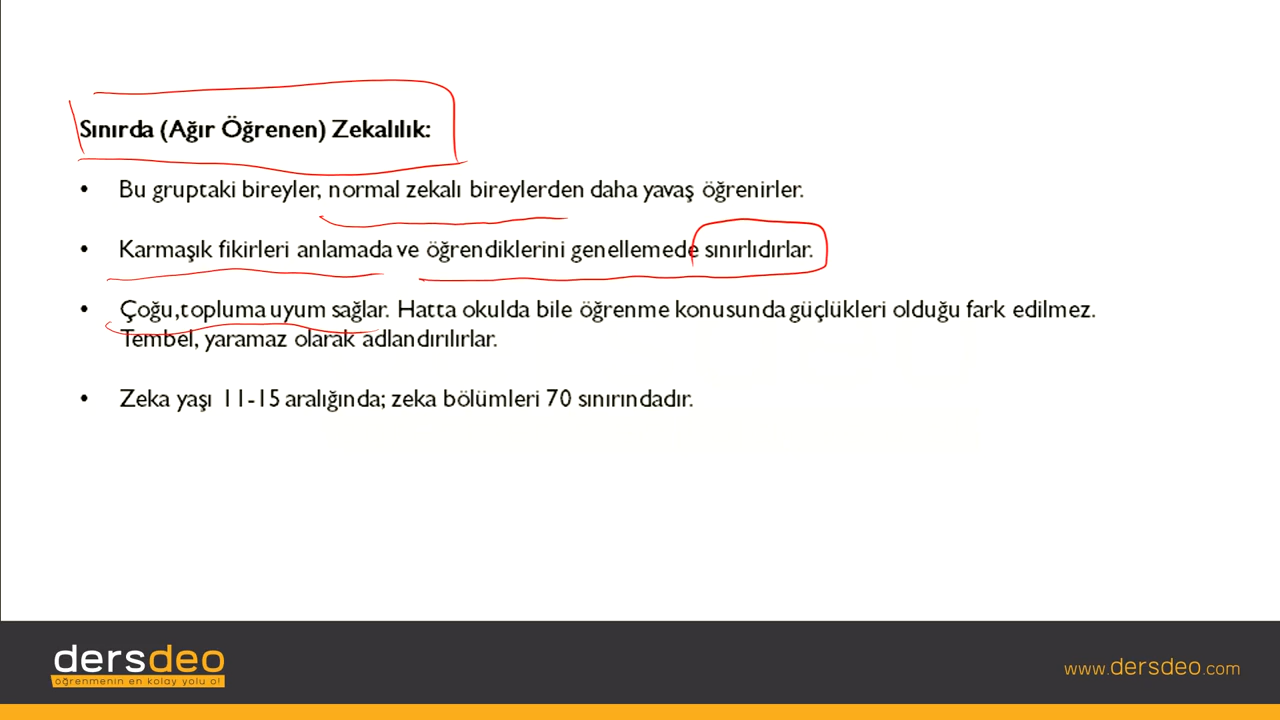 Sınırda (Ağır Öğrenen) Zekalılık:
• Bu gruptaki bireyler, normal zekalı bireylerden daha yavaş öğrenirler.
• Karmaşık fikirleri anlamada ve öğrendiklerini genellemede sınırlıdırlar.
• Çoğu,topluma uyum sağlar. Hatta okulda bile öğrenme konusunda güçlükleri olduğu fark edilmez.
Tembel, yaramaz olarak adlandırılırlar.
• Zeka yaşı 11-15 aralığında; zeka bölümleri 70 sınırındadır.
dersdeo
öğrenmenin en kolay yolu o!
www.dersdeo.com